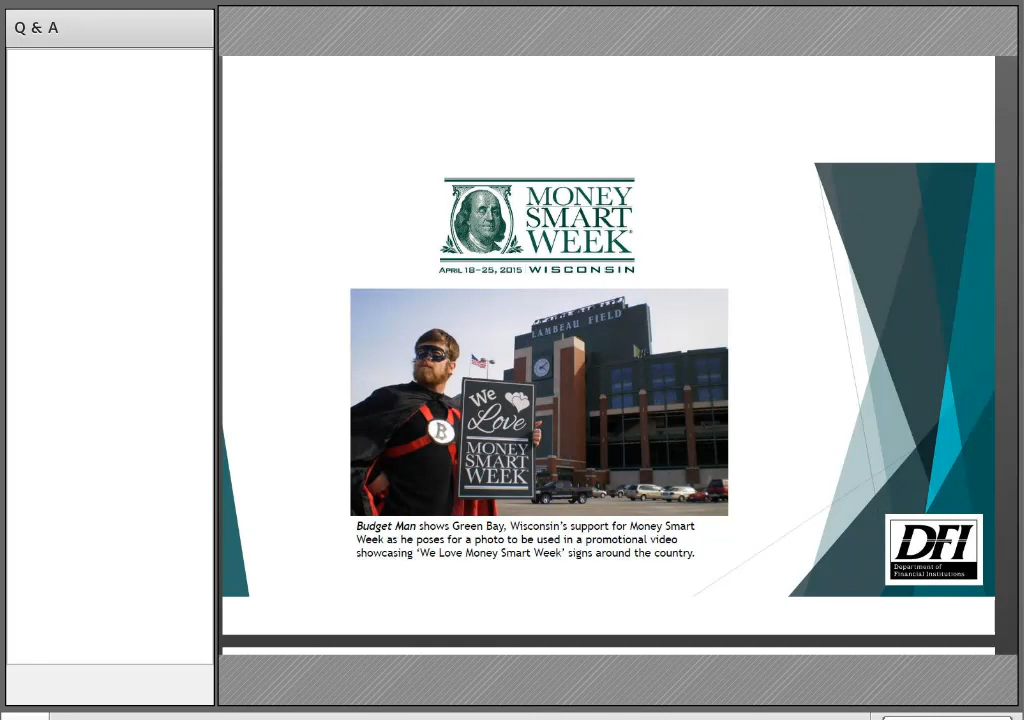 Q & A
MONEY
SMART
WEEK®
APRIL 18-25, 2015 WISCONSIN
LAMBEAU FIELD
B
We
Love
MONEY
SMART
WEEK
Budget Man shows Green Bay, Wisconsin's support for Money Smart
Week as he poses for a photo to be used in a promotional video
showcasing 'We Love Money Smart Week' signs around the country.
DFI
Department of
Financial Institutions